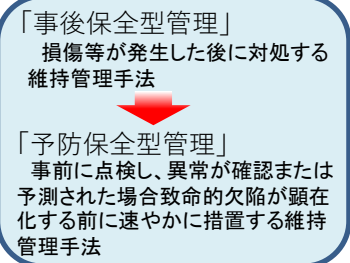 「事後保全型管理」
損傷等が発生した後に対処する
維持管理手法
「予防保全型管理」
事前に点検し、異常が確認または
予測された場合致命的欠陥が顕在
化する前に速やかに措置する維持
管理手法